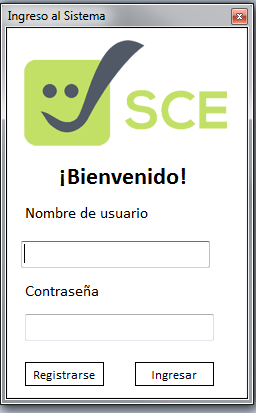 Ingreso al Sistema
SCE
¡Bienvenido!
Nombre de usuario
Contraseña
Registrarse
Ingresar